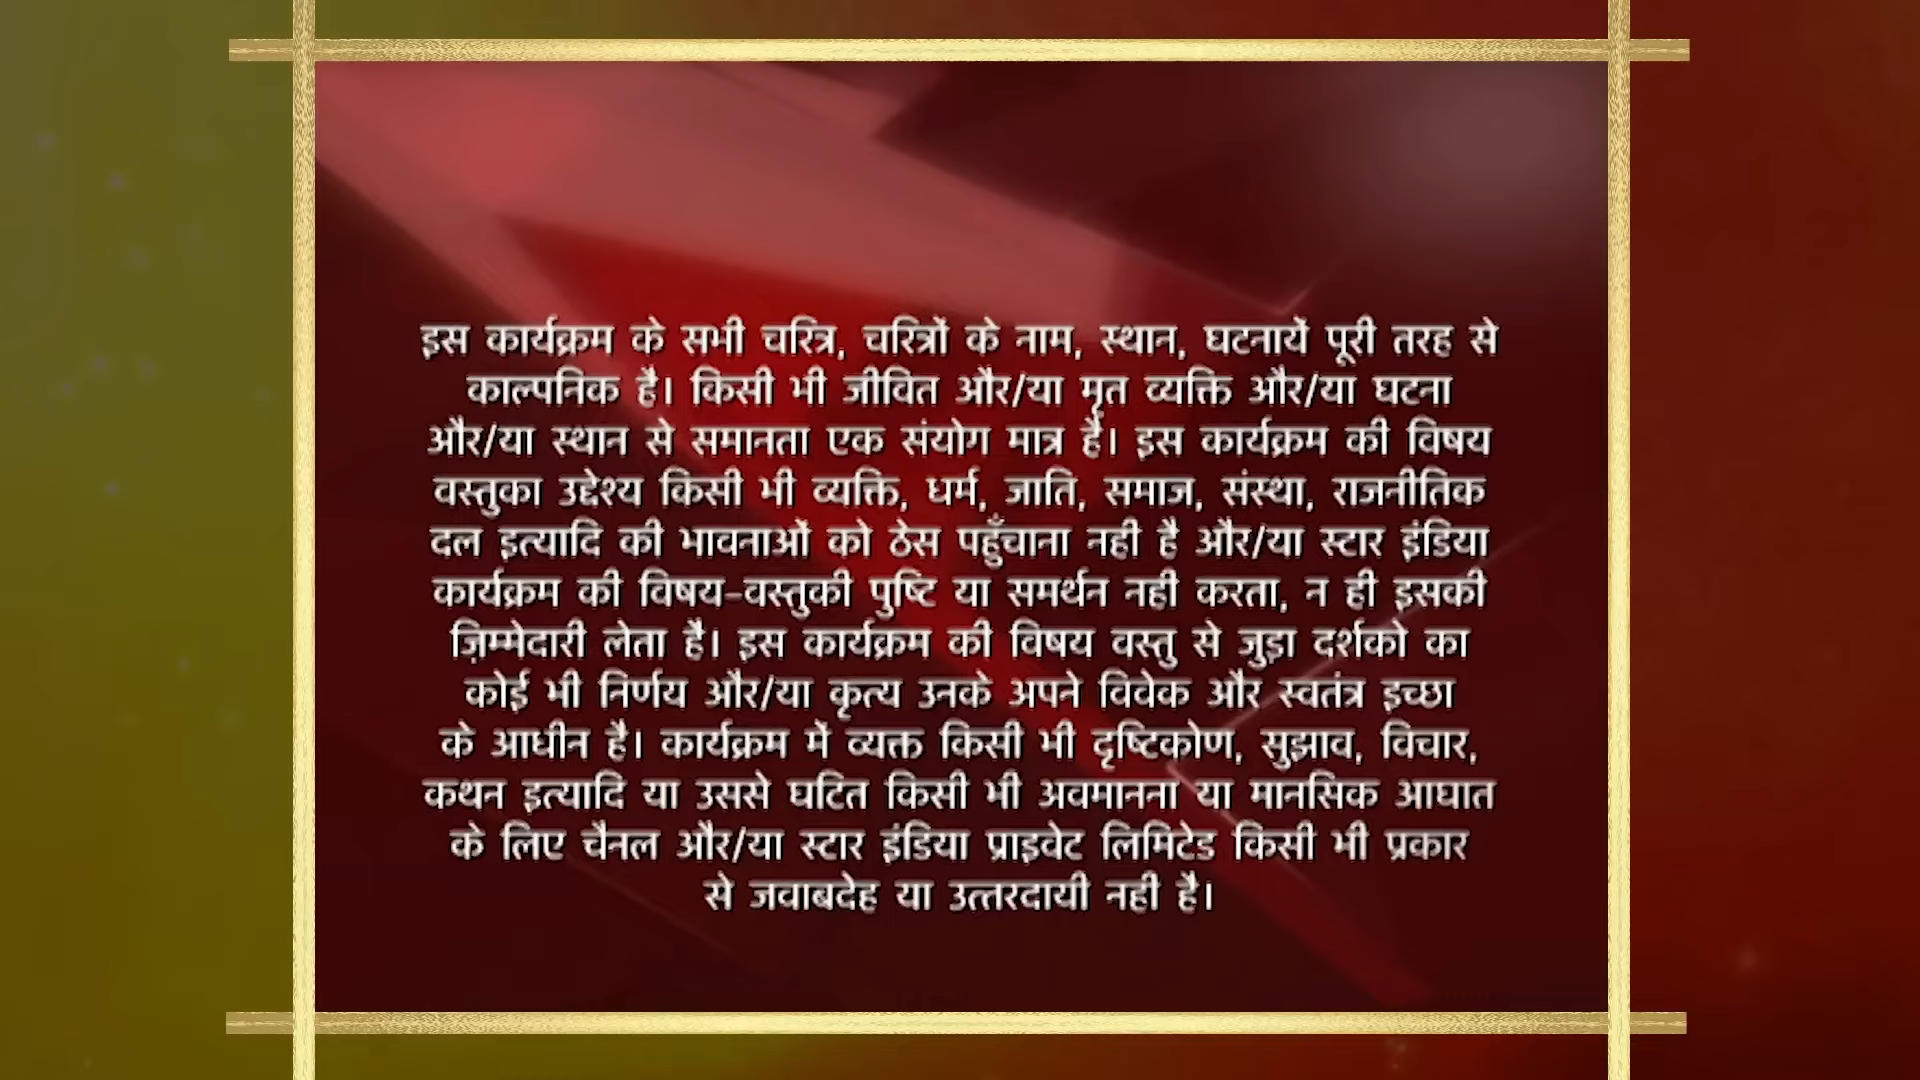 इस कार्यक्रम के सभी चरित्र, चरित्रों के नाम, स्थान, घटनायें पूरी तरह से
काल्पनिक है। किसी भी जीवित और/या मृत व्यक्ति और/या घटना
और/या स्थान से समानता एक संयोग मात्र है। इस कार्यक्रम की विषय
वस्तुका उद्देश्य किसी भी व्यक्ति, धर्म, जाति, समाज, संस्था, राजनीतिक
दल इत्यादि की भावनाओं को ठेस पहुँचाना नही है और/या स्टार इंडिया
कार्यक्रम की विषय-वस्तुकी पुष्टि या समर्थन नही करता, न ही इसकी
ज़िम्मेदारी लेता है। इस कार्यक्रम की विषय वस्तु से जुड़ा दर्शको का
कोई भी निर्णय और/या कृत्य उनके अपने विवेक और स्वतंत्र इच्छा
के आधीन है। कार्यक्रम में व्यक्त किसी भी दृष्टिकोण, सुझाव, विचार,
कथन इत्यादि या उससे घटित किसी भी अवमानना या मानसिक आघात
के लिए चैनल और/या स्टार इंडिया प्राइवेट लिमिटेड किसी भी प्रकार
से जवाबदेह या उत्तरदायी नही है।